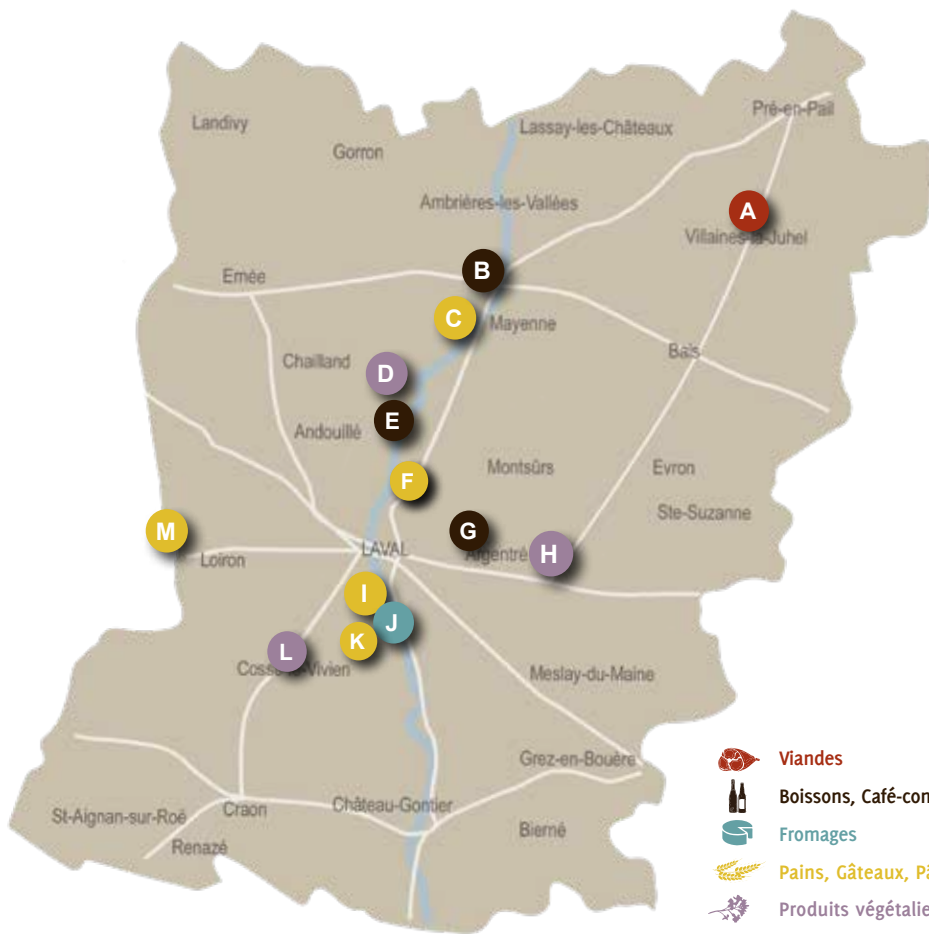 Pré-en-Pail
Landivy
Lassay-les-Châteaux
Gorron
Ambrières-les-Vallées
A
Villaines-la-Juhel
B
Ernée
C
Mayenne
Bais
Chailland
D
E
Andouillé
Montsûrs
Evron
F
Ste-Suzanne
M
G
LAVAL
Argentré
H
Loiron
I
J
K
L
Cossé-le-Vivien
Meslay-du-Maine
Grez-en-Bouère
Viandes
Boissons, Café-con
Fromages
Château-Gontier
Craon
St-Aignan-sur-Roë
Bierné
Renazé
Pains, Gâteaux, Pâ
Produits végétalie